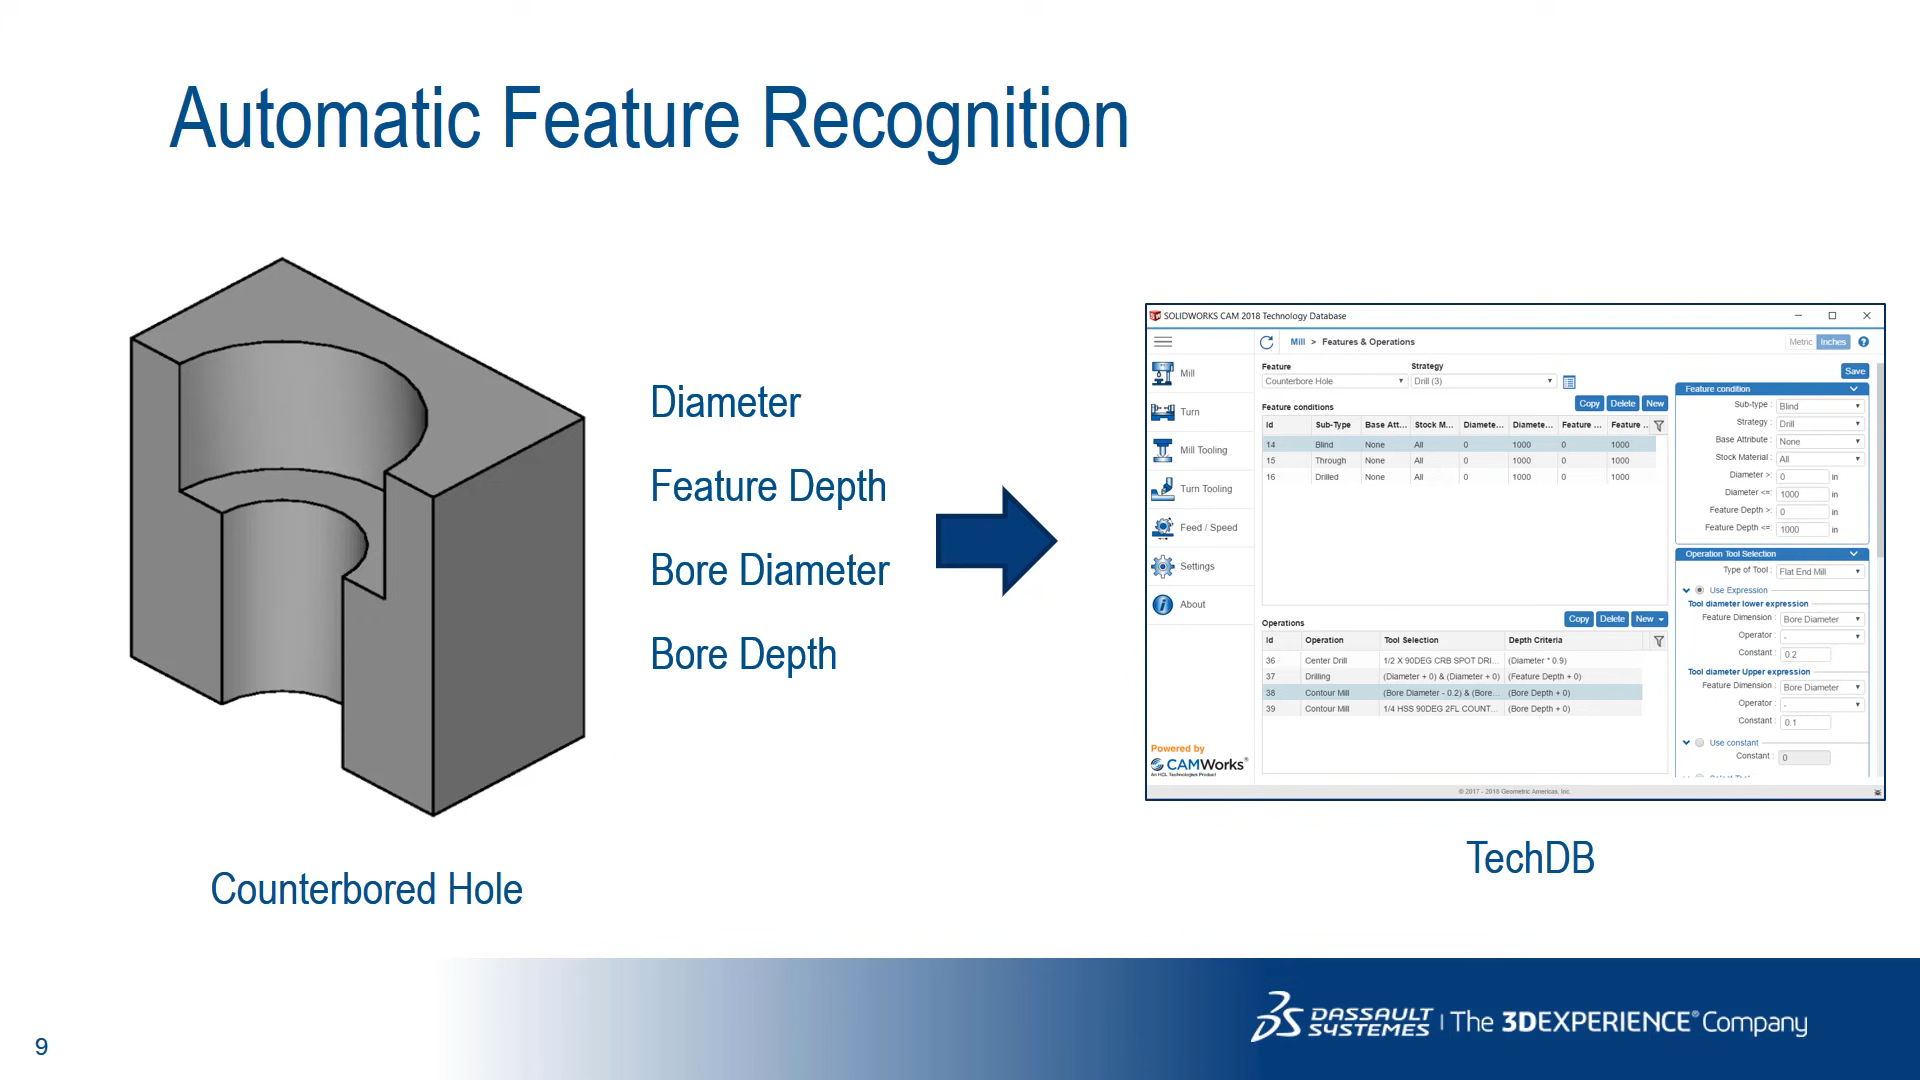 Automatic Feature Recognition
Diameter
Feature Depth
Bore Diameter
Bore Depth
Counterbored Hole
SOLIDWORKS CAM 2018 Technology Database
Mill > Features & Operations
Metric Inches
Mill
Turn
Mill Tooling
Turn Tooling
Feed / Speed
Settings
About
Powered by
CAMWorks®
An HCL Technologies Product
Feature Strategy
Counterbore Hole Drill (3)
Feature conditions Copy Delete New
Id Sub-Type Base Att... Stock M... Diamete... Diamete... Feature ... Feature ..
14 Blind None All 0 1000 0 1000
15 Through None All 0 1000 0 1000
16 Drilled None All 0 1000 0 1000
Operations Copy Delete New
Id Operation Tool Selection Depth Criteria
36 Center Drill 1/2 X 90DEG CRB SPOT DRI... (Diameter * 0.9)
37 Drilling (Diameter + 0) & (Diameter + 0) (Feature Depth + 0)
38 Contour Mill (Bore Diameter - 0.2) & (Bore... (Bore Depth + 0)
39 Contour Mill 1/4 HSS 90DEG 2FL COUNT... (Bore Depth + 0)
Save
Feature condition
Sub-type : Blind
Strategy : Drill
Base Attribute : None
Stock Material : All
Diameter >: 0 in
Diameter <=: 1000 in
Feature Depth >: 0 in
Feature Depth <=: 1000 in
Operation Tool Selection
Type of Tool : Flat End Mill
Use Expression
Tool diameter lower expression
Feature Dimension : Bore Diameter
Operator : -
Constant : 0.2
Tool diameter Upper expression
Feature Dimension : Bore Diameter
Operator : -
Constant : 0.1
Use constant
Constant : 0
© 2017 - 2018 Geometric Americas, Inc.
TechDB
DASSAULT SYSTEMES | The 3DEXPERIENCE® Company
9